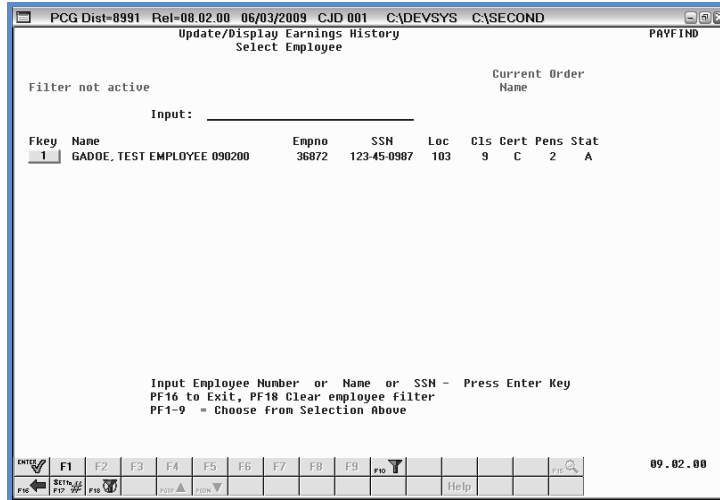 PCG Dist=8991 Rel=08.02.00 06/03/2009 CJD 001 C:\DEVSYS C:\SECOND
Update/Display Earnings History PAYFIND
Select Employee
Current Order
Filter not active Name
Input:
Fkey Name Empno SSN Loc Cls Cert Pens Stat
1 GADOE, TEST EMPLOYEE 090200 36872 123-45-0987 103 9 C 2 A
Input Employee Number or Name or SSN - Press Enter Key
PF16 to Exit, PF18 Clear employee filter
PF1-9 = Choose from Selection Above
ENTER F1 F2 F3 F4 F5 F6 F7 F8 F9 F10 F15 09.02.00
F16 F17 F18 Help